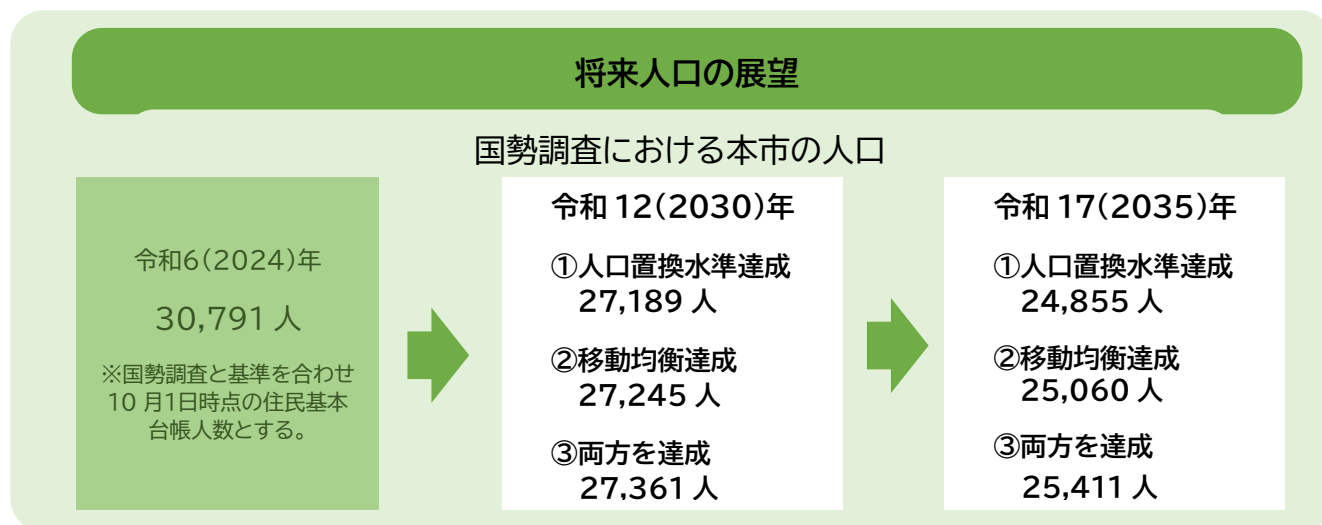 将来人口の展望
国勢調査における本市の人口
令和6(2024)年
30,791 人
※国勢調査と基準を合わせ
10 月1日時点の住民基本
台帳人数とする。
令和 12(2030)年
①人口置換水準達成
27,189 人
②移動均衡達成
27,245 人
③両方を達成
27,361 人
令和 17(2035)年
①人口置換水準達成
24,855 人
②移動均衡達成
25,060 人
③両方を達成
25,411 人